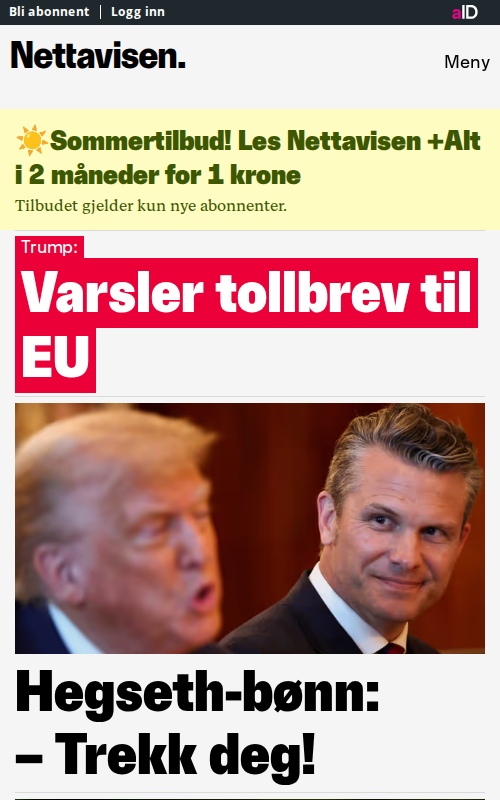 Bli abonnent | Logg inn
aID
Nettavisen.
Meny
☀️Sommertilbud! Les Nettavisen +Alt
i 2 måneder for 1 krone
Tilbudet gjelder kun nye abonnenter.
Trump:
Varsler tollbrev til
EU
Hegseth-bønn:
– Trekk deg!